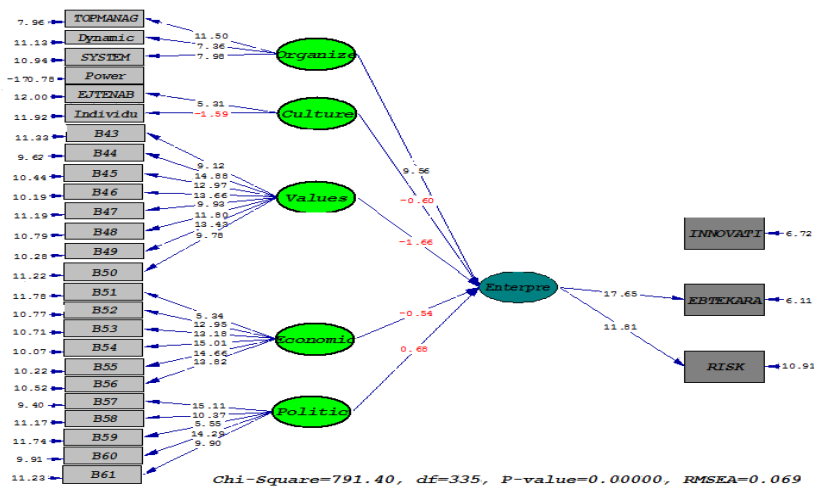 7.96 TOPMANAG
11.13 Dynamic
10.94 SYSTEM
-170.78 Power
12.00 EJTENAB
11.92 Individu
11.33 B43
9.62 B44
10.44 B45
10.19 B46
11.19 B47
10.79 B48
10.28 B49
11.22 B50
11.78 B51
10.77 B52
10.71 B53
10.07 B54
10.22 B55
10.52 B56
9.40 B57
11.17 B58
11.74 B59
9.91 B60
11.23 B61
11.50
7.36
7.98
5.31
-1.59
9.12
14.88
12.97
13.66
9.93
11.80
13.43
9.78
5.34
12.95
13.18
15.01
14.66
13.82
15.11
10.37
5.55
14.29
9.90
Organize
Culture
Values
Economic
Politic
9.56
-0.60
-1.66
-0.54
0.68
Enterpre
17.65
11.81
INNOVATI 6.72
EBTEKARA 6.11
RISK 10.91
Chi-Square=791.40, df=335, P-value=0.00000, RMSEA=0.069